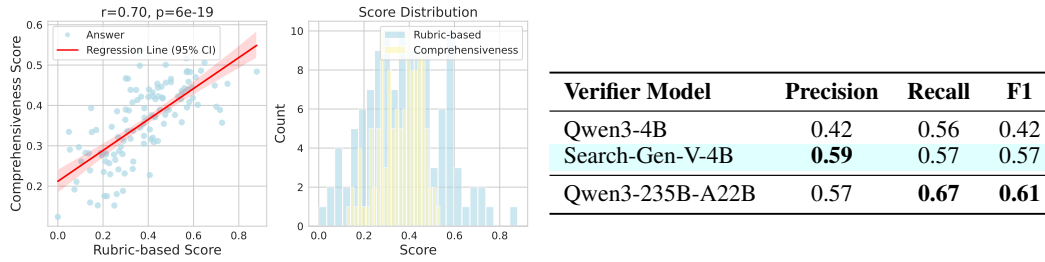 r=0.70, p=6e-19
Answer
Regression Line (95% CI)
Comprehensiveness Score
0.6
0.5
0.4
0.3
0.2
0.0 0.2 0.4 0.6 0.8
Rubric-based Score
Score Distribution
Rubric-based
Comprehensiveness
Count
10
8
6
4
2
0
0.0 0.2 0.4 0.6 0.8
Score
Verifier Model Precision Recall F1
Qwen3-4B 0.42 0.56 0.42
Search-Gen-V-4B 0.59 0.57 0.57
Qwen3-235B-A22B 0.57 0.67 0.61